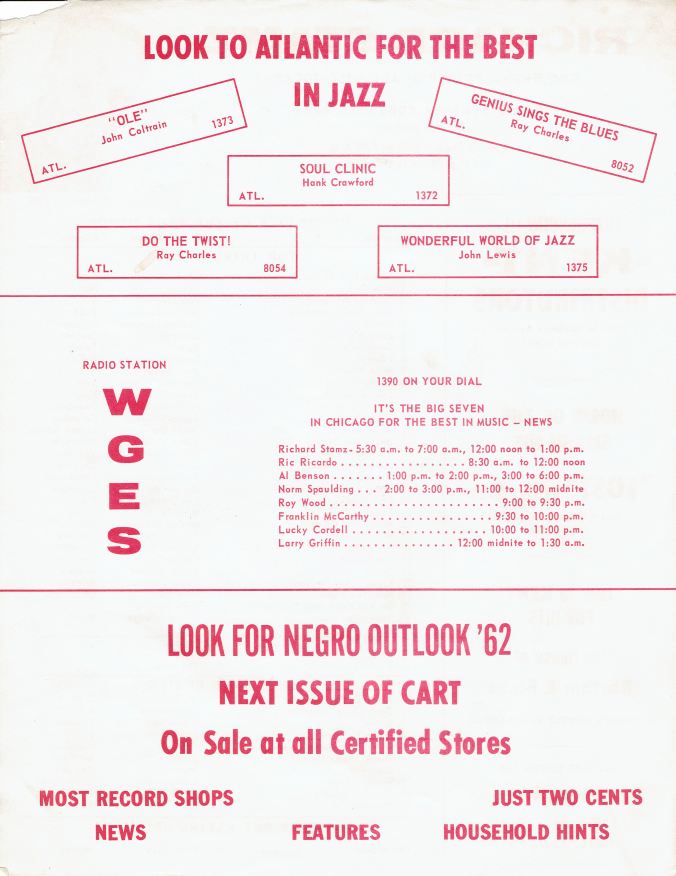 LOOK TO ATLANTIC FOR THE BEST
IN JAZZ
"OLE"
John Coltrain
ATL. 1373
GENIUS SINGS THE BLUES
Ray Charles
ATL. 8052
SOUL CLINIC
Hank Crawford
ATL. 1372
DO THE TWIST!
Ray Charles
ATL. 8054
WONDERFUL WORLD OF JAZZ
John Lewis
ATL. 1375
RADIO STATION
W
G
E
S
1390 ON YOUR DIAL
IT'S THE BIG SEVEN
IN CHICAGO FOR THE BEST IN MUSIC – NEWS
Richard Stamz- 5:30 a.m. to 7:00 a.m., 12:00 noon to 1:00 p.m.
Ric Ricardo . . . . . . . . . . . . . . . . . 8:30 a.m. to 12:00 noon
Al Benson . . . . . . . 1:00 p.m. to 2:00 p.m., 3:00 to 6:00 p.m.
Norm Spaulding . . . 2:00 to 3:00 p.m., 11:00 to 12:00 midnite
Roy Wood . . . . . . . . . . . . . . . . . . . . . . . 9:00 to 9:30 p.m.
Franklin McCarthy . . . . . . . . . . . . . . . . 9:30 to 10:00 p.m.
Lucky Cordell . . . . . . . . . . . . . . . . . . 10:00 to 11:00 p.m.
Larry Griffin . . . . . . . . . . . . . . . 12:00 midnite to 1:30 a.m.
LOOK FOR NEGRO OUTLOOK '62
NEXT ISSUE OF CART
On Sale at all Certified Stores
MOST RECORD SHOPS JUST TWO CENTS
NEWS FEATURES HOUSEHOLD HINTS